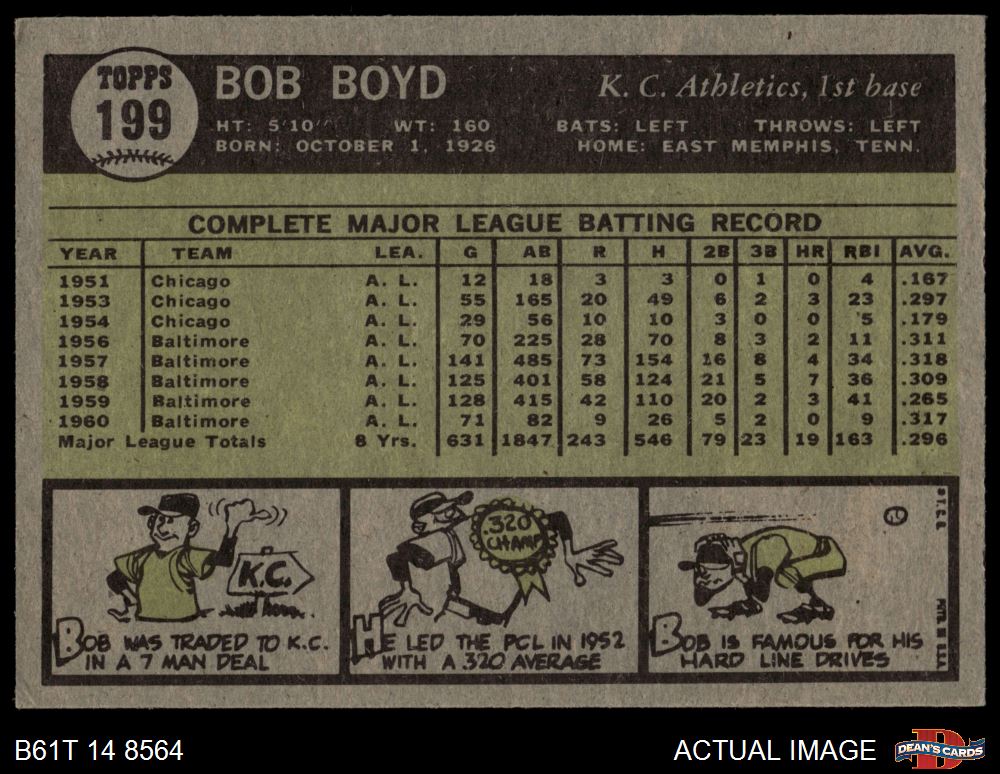 TOPPS
199
BOB BOYD
K. C. Athletics, 1st base
HT: 5'10" WT: 160 BATS: LEFT THROWS: LEFT
BORN: OCTOBER 1, 1926 HOME: EAST MEMPHIS, TENN.
COMPLETE MAJOR LEAGUE BATTING RECORD
YEAR TEAM LEA. G AB R H 2B 3B HR RBI AVG.
1951 Chicago A. L. 12 18 3 3 0 1 0 4 .167
1953 Chicago A. L. 55 165 20 49 6 2 3 23 .297
1954 Chicago A. L. 29 56 10 10 3 0 0 5 .179
1956 Baltimore A. L. 70 225 28 70 8 3 2 11 .311
1957 Baltimore A. L. 141 485 73 154 16 8 4 34 .318
1958 Baltimore A. L. 125 401 58 124 21 5 7 36 .309
1959 Baltimore A. L. 128 415 42 110 20 2 3 41 .265
1960 Baltimore A. L. 71 82 9 26 5 2 0 9 .317
Major League Totals 8 Yrs. 631 1847 243 546 79 23 19 163 .296
K.C.
BOB WAS TRADED TO K.C.
IN A 7 MAN DEAL
.320
CHAMP
HE LED THE PCL IN 1952
WITH A .320 AVERAGE
BOB IS FAMOUS FOR HIS
HARD LINE DRIVES
B61T 14 8564
ACTUAL IMAGE
DEAN'S CARDS